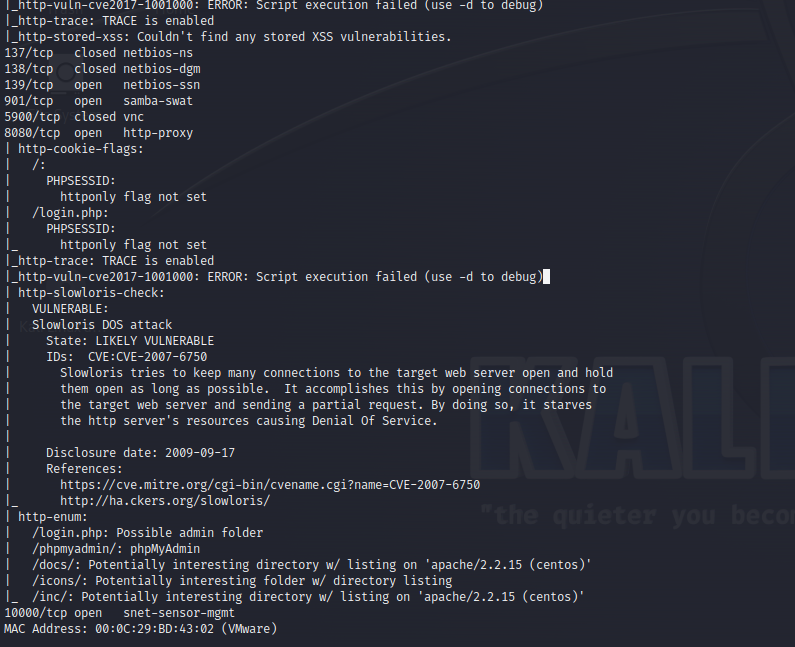 |_http-vuln-cve2017-1001000: ERROR: Script execution failed (use -d to debug)
|_http-trace: TRACE is enabled
|_http-stored-xss: Couldn't find any stored XSS vulnerabilities.
137/tcp   closed netbios-ns
138/tcp   closed netbios-dgm
139/tcp   open   netbios-ssn
901/tcp   open   samba-swat
5900/tcp  closed vnc
8080/tcp  open   http-proxy
| http-cookie-flags:
|   /:
|     PHPSESSID:
|       httponly flag not set
|   /login.php:
|     PHPSESSID:
|_      httponly flag not set
|_http-trace: TRACE is enabled
|_http-vuln-cve2017-1001000: ERROR: Script execution failed (use -d to debug)
| http-slowloris-check:
|   VULNERABLE:
|   Slowloris DOS attack
|     State: LIKELY VULNERABLE
|     IDs:  CVE:CVE-2007-6750
|       Slowloris tries to keep many connections to the target web server open and hold
|       them open as long as possible.  It accomplishes this by opening connections to
|       the target web server and sending a partial request. By doing so, it starves
|       the http server's resources causing Denial Of Service.
|
|     Disclosure date: 2009-09-17
|     References:
|       https://cve.mitre.org/cgi-bin/cvename.cgi?name=CVE-2007-6750
|_      http://ha.ckers.org/slowloris/
| http-enum:
|   /login.php: Possible admin folder
|   /phpmyadmin/: phpMyAdmin
|   /docs/: Potentially interesting directory w/ listing on 'apache/2.2.15 (centos)'
|   /icons/: Potentially interesting folder w/ directory listing
|_  /inc/: Potentially interesting directory w/ listing on 'apache/2.2.15 (centos)'
10000/tcp open   snet-sensor-mgmt
MAC Address: 00:0C:29:BD:43:02 (VMware)
KALI
"the quieter you